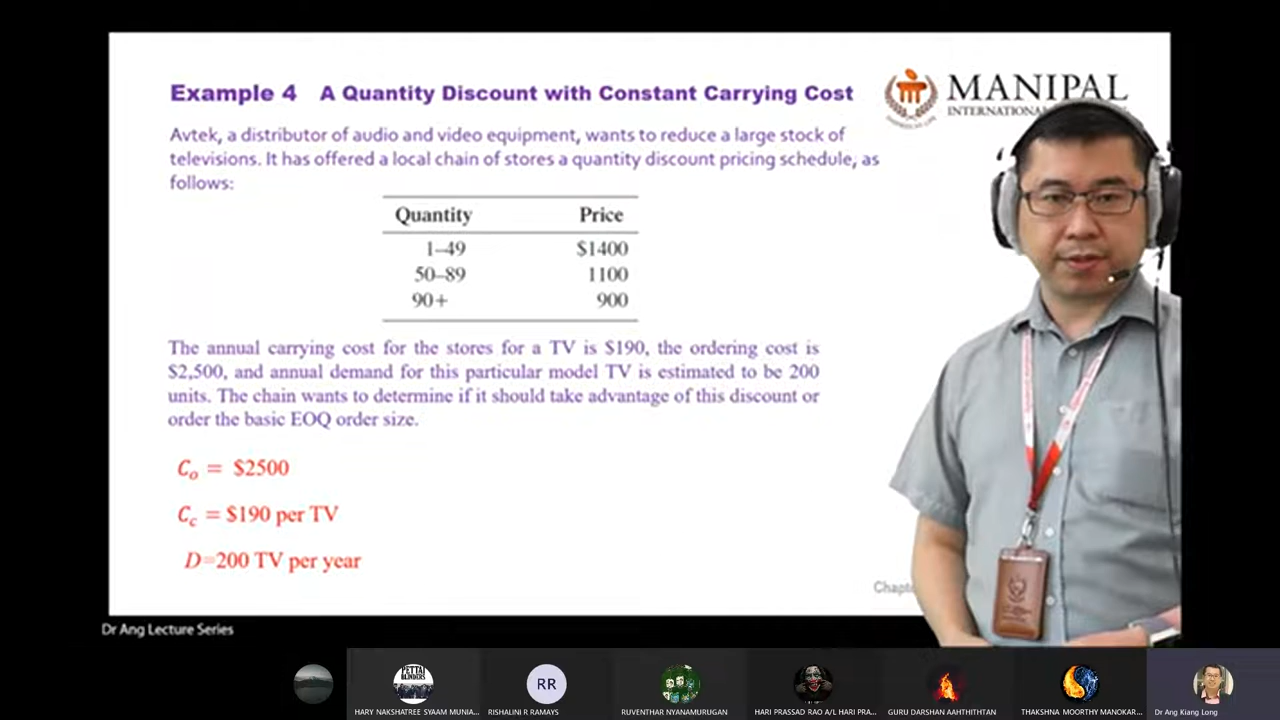 Example 4 A Quantity Discount with Constant Carrying Cost
MANIPAL
INTERNATIONAL
Avtek, a distributor of audio and video equipment, wants to reduce a large stock of
televisions. It has offered a local chain of stores a quantity discount pricing schedule, as
follows:
Quantity Price
1–49 $1400
50–89 1100
90+ 900
The annual carrying cost for the stores for a TV is $190, the ordering cost is
$2,500, and annual demand for this particular model TV is estimated to be 200
units. The chain wants to determine if it should take advantage of this discount or
order the basic EOQ order size.
Co = $2500
Cc = $190 per TV
D=200 TV per year
Dr Ang Lecture Series
RR
HARY NAKSHATREE SYAAM MUNIA...
RISHALINI R RAMAYS
RUVENTHAR NYANAMURUGAN
HARI PRASSAD RAO A/L HARI PRA...
GURU DARSHAN AAHTHITHTAN
THAKSHNA MOORTHY MANOKAR...
Dr Ang Kiang Long